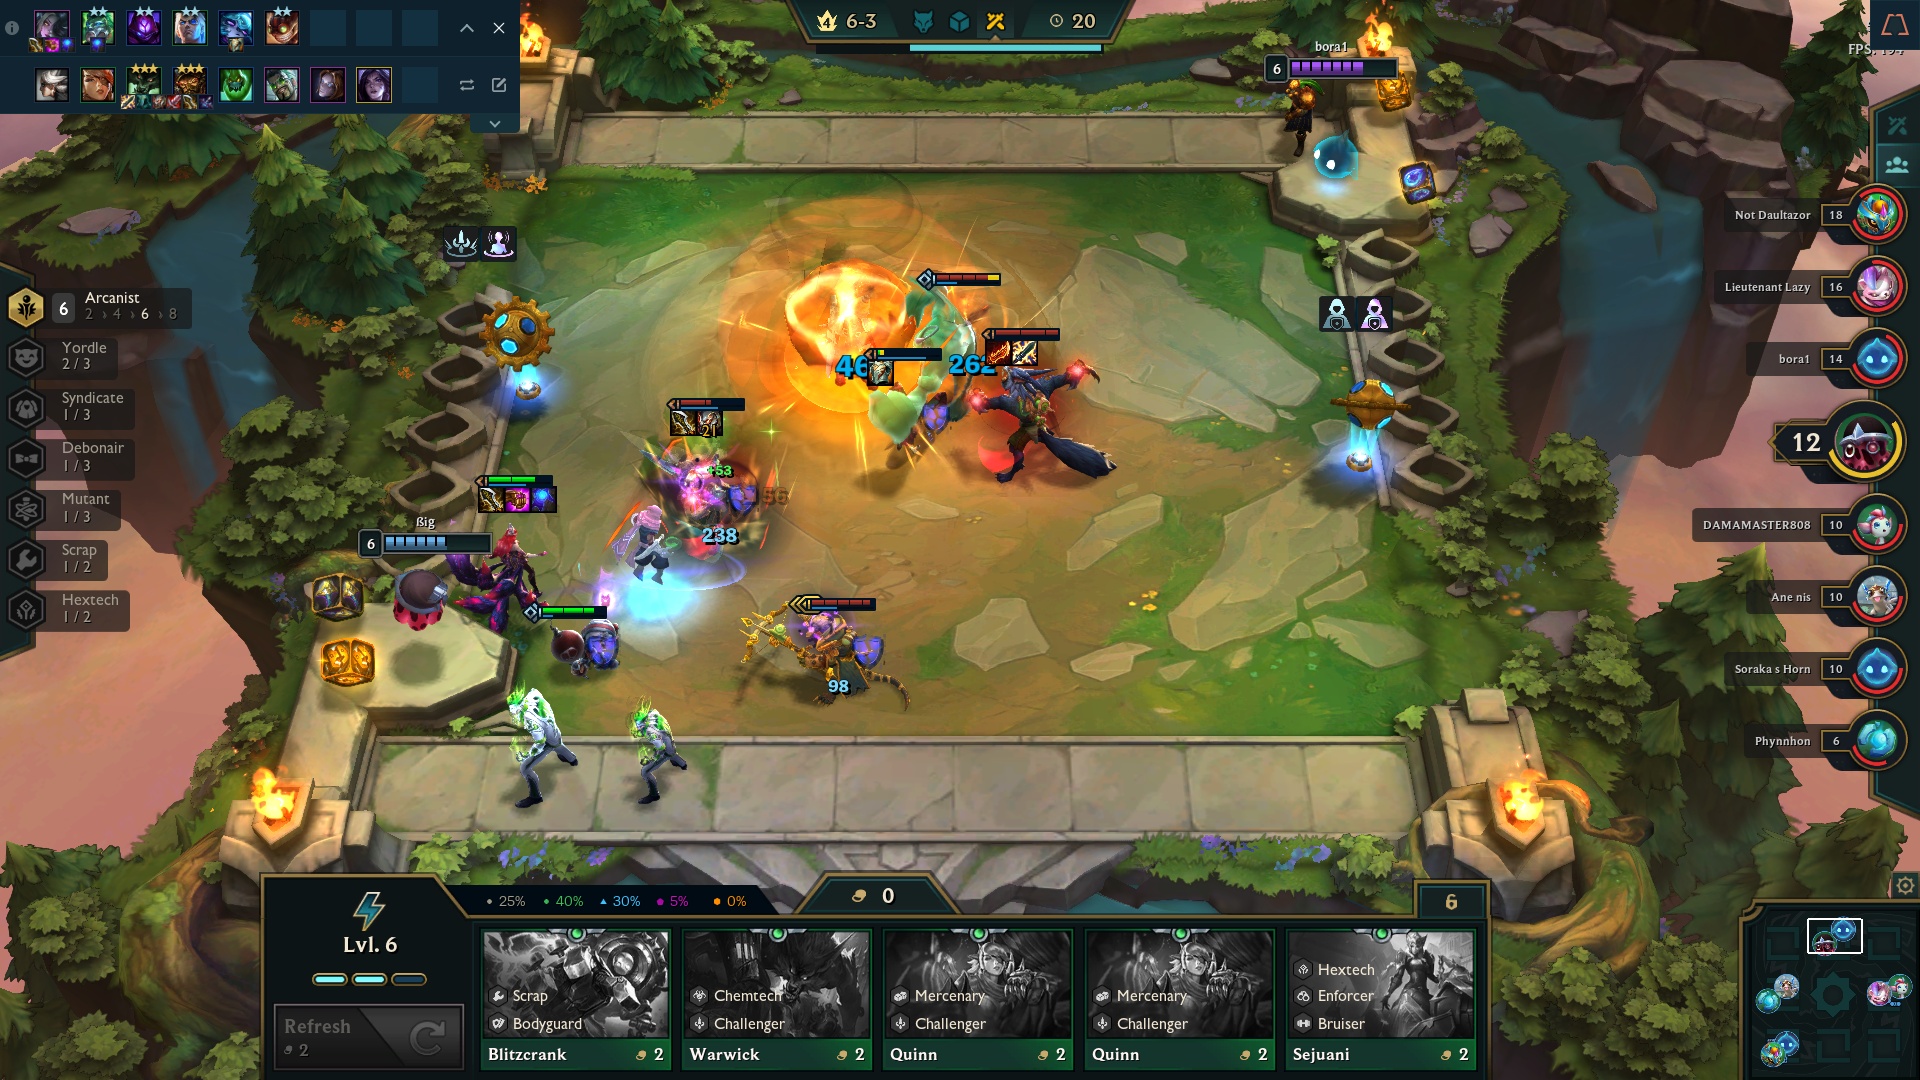 6-3
20
FPS:
bora1
6
Not Daultazor 18
Lieutenant Lazy 16
bora1 14
12
DAMAMASTER808 10
Ane nis 10
Soraka s Horn 10
Phynnhon 6
6 Arcanist
2 › 4 › 6 › 8
Yordle
2 / 3
Syndicate
1 / 3
Debonair
1 / 3
Mutant
1 / 3
Scrap
1 / 2
Hextech
1 / 2
46
262
21
+53
56
238
ßig
6
98
25% 40% 30% 5% 0%
0
6
Lvl. 6
Refresh
2
Scrap
Bodyguard
Blitzcrank 2
Chemtech
Challenger
Warwick 2
Mercenary
Challenger
Quinn 2
Mercenary
Challenger
Quinn 2
Hextech
Enforcer
Bruiser
Sejuani 2